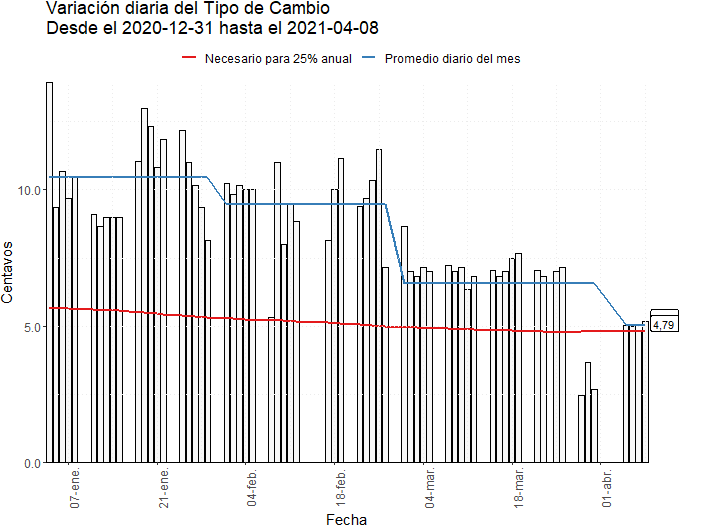 Variación diaria del Tipo de Cambio
Desde el 2020-12-31 hasta el 2021-04-08
Necesario para 25% anual
Promedio diario del mes
Centavos
10.0
5.0
0.0
4,79
07-ene.
21-ene.
04-feb.
18-feb.
04-mar.
18-mar.
01-abr.
Fecha